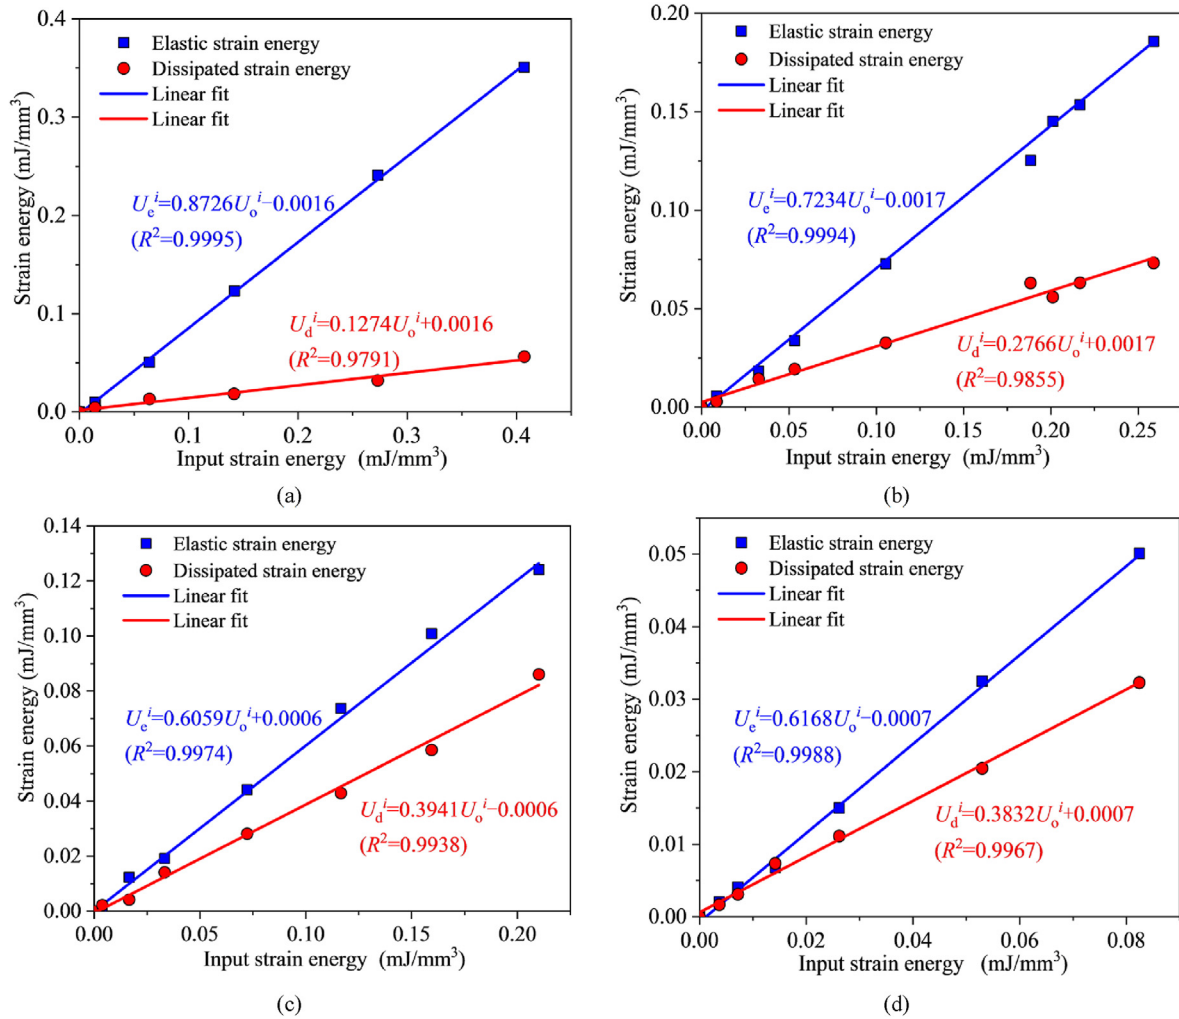 (a)
Strain energy (mJ/mm³)
0.4
0.3
0.2
0.1
0.0
Elastic strain energy
Dissipated strain energy
Linear fit
Linear fit
Uₑⁱ=0.8726Uₒⁱ−0.0016
(R²=0.9995)
U_dⁱ=0.1274Uₒⁱ+0.0016
(R²=0.9791)
0.0 0.1 0.2 0.3 0.4
Input strain energy (mJ/mm³)
(b)
Strian energy (mJ/mm³)
0.20
0.15
0.10
0.05
0.00
Elastic strain energy
Dissipated strain energy
Linear fit
Linear fit
Uₑⁱ=0.7234Uₒⁱ−0.0017
(R²=0.9994)
U_dⁱ=0.2766Uₒⁱ+0.0017
(R²=0.9855)
0.00 0.05 0.10 0.15 0.20 0.25
Input strain energy (mJ/mm³)
(c)
Strain energy (mJ/mm³)
0.14
0.12
0.10
0.08
0.06
0.04
0.02
0.00
Elastic strain energy
Dissipated strain energy
Linear fit
Linear fit
Uₑⁱ=0.6059Uₒⁱ+0.0006
(R²=0.9974)
U_dⁱ=0.3941Uₒⁱ−0.0006
(R²=0.9938)
0.00 0.05 0.10 0.15 0.20
Input strain energy (mJ/mm³)
(d)
Strain energy (mJ/mm³)
0.05
0.04
0.03
0.02
0.01
0.00
Elastic strain energy
Dissipated strain energy
Linear fit
Linear fit
Uₑⁱ=0.6168Uₒⁱ−0.0007
(R²=0.9988)
U_dⁱ=0.3832Uₒⁱ+0.0007
(R²=0.9967)
0.00 0.02 0.04 0.06 0.08
Input strain energy (mJ/mm³)